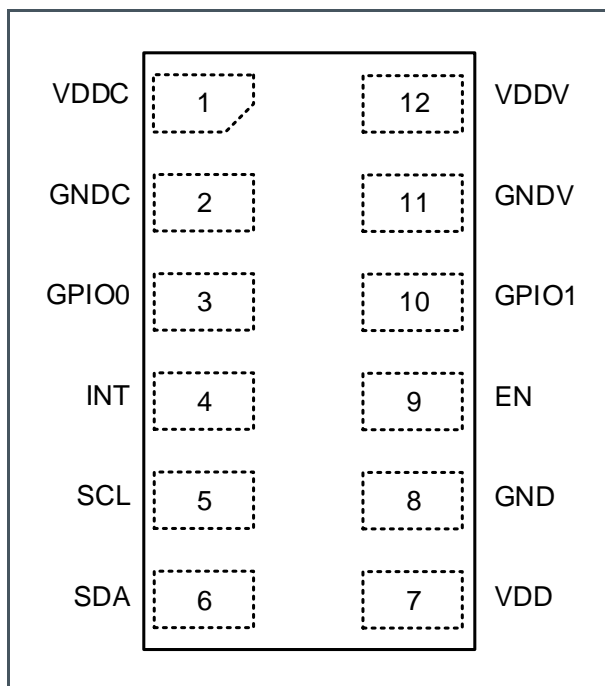 VDDC 1 12 VDDV
GNDC 2 11 GNDV
GPIO0 3 10 GPIO1
INT 4 9 EN
SCL 5 8 GND
SDA 6 7 VDD